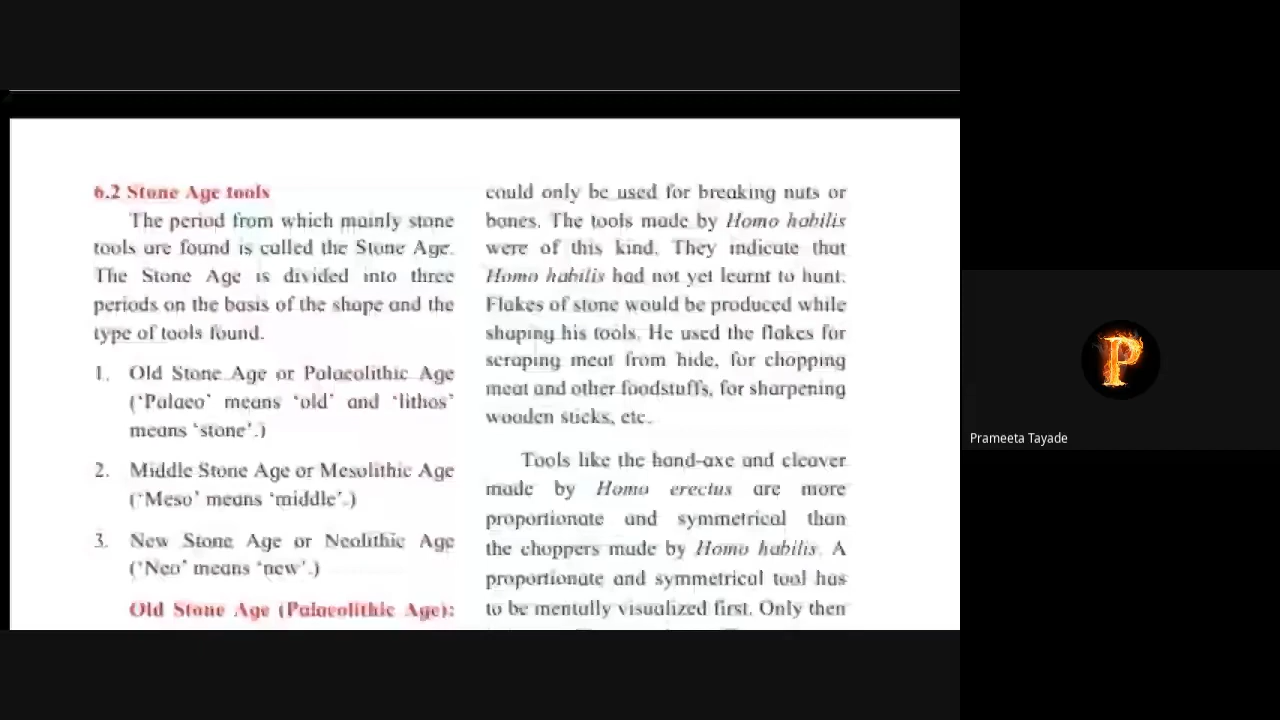 6.2 Stone Age tools
The period from which mainly stone
tools are found is called the Stone Age.
The Stone Age is divided into three
periods on the basis of the shape and the
type of tools found.
1. Old Stone Age or Palaeolithic Age
('Palaeo' means 'old' and 'lithos'
means 'stone'.)
2. Middle Stone Age or Mesolithic Age
('Meso' means 'middle'.)
3. New Stone Age or Neolithic Age
('Neo' means 'new'.)
Old Stone Age (Palaeolithic Age):
could only be used for breaking nuts or
bones. The tools made by Homo habilis
were of this kind. They indicate that
Homo habilis had not yet learnt to hunt.
Flakes of stone would be produced while
shaping his tools. He used the flakes for
scraping meat from hide, for chopping
meat and other foodstuffs, for sharpening
wooden sticks, etc.
Tools like the hand-axe and cleaver
made by Homo erectus are more
proportionate and symmetrical than
the choppers made by Homo habilis. A
proportionate and symmetrical tool has
to be mentally visualized first. Only then
P
Prameeta Tayade